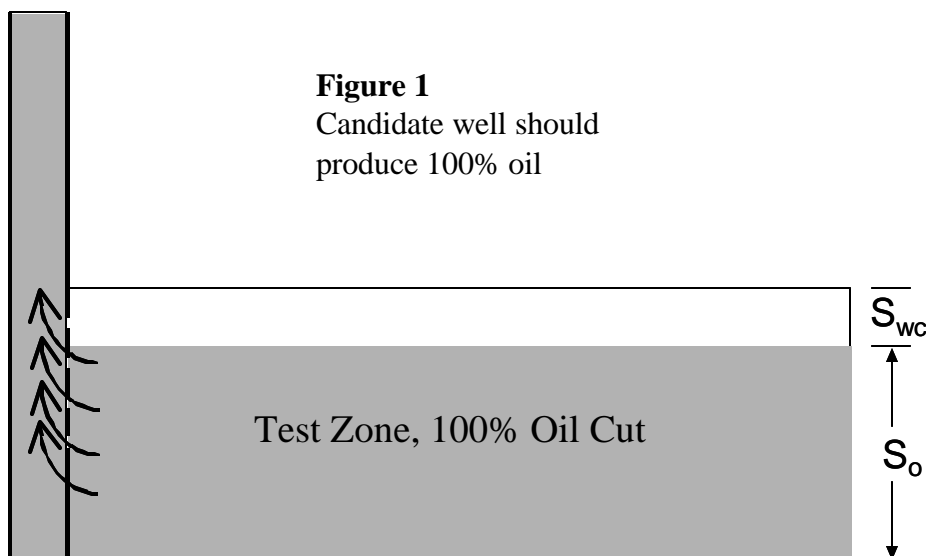 Figure 1
Candidate well should
produce 100% oil
S_WC
Test Zone, 100% Oil Cut
S_o